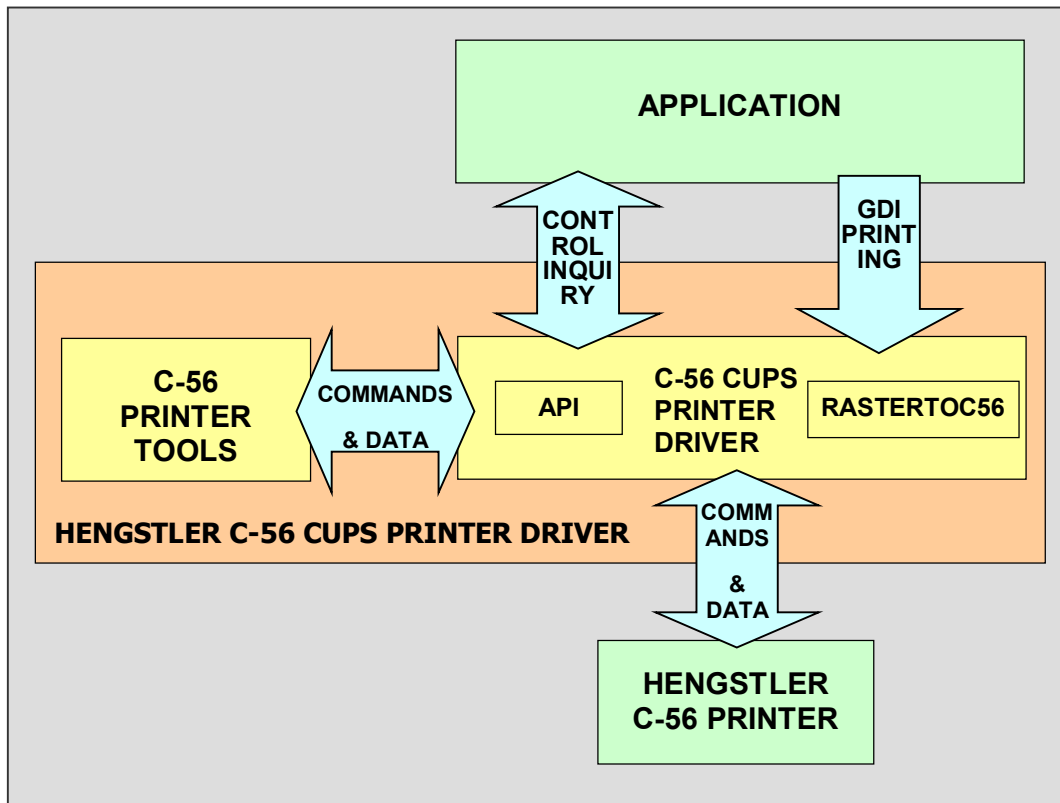 APPLICATION
CONT
ROL
INQUI
RY
GDI
PRINT
ING
C-56
PRINTER
TOOLS
COMMANDS
& DATA
API
C-56 CUPS
PRINTER
DRIVER
RASTERTOC56
HENGSTLER C-56 CUPS PRINTER DRIVER
COMM
ANDS
&
DATA
HENGSTLER
C-56 PRINTER